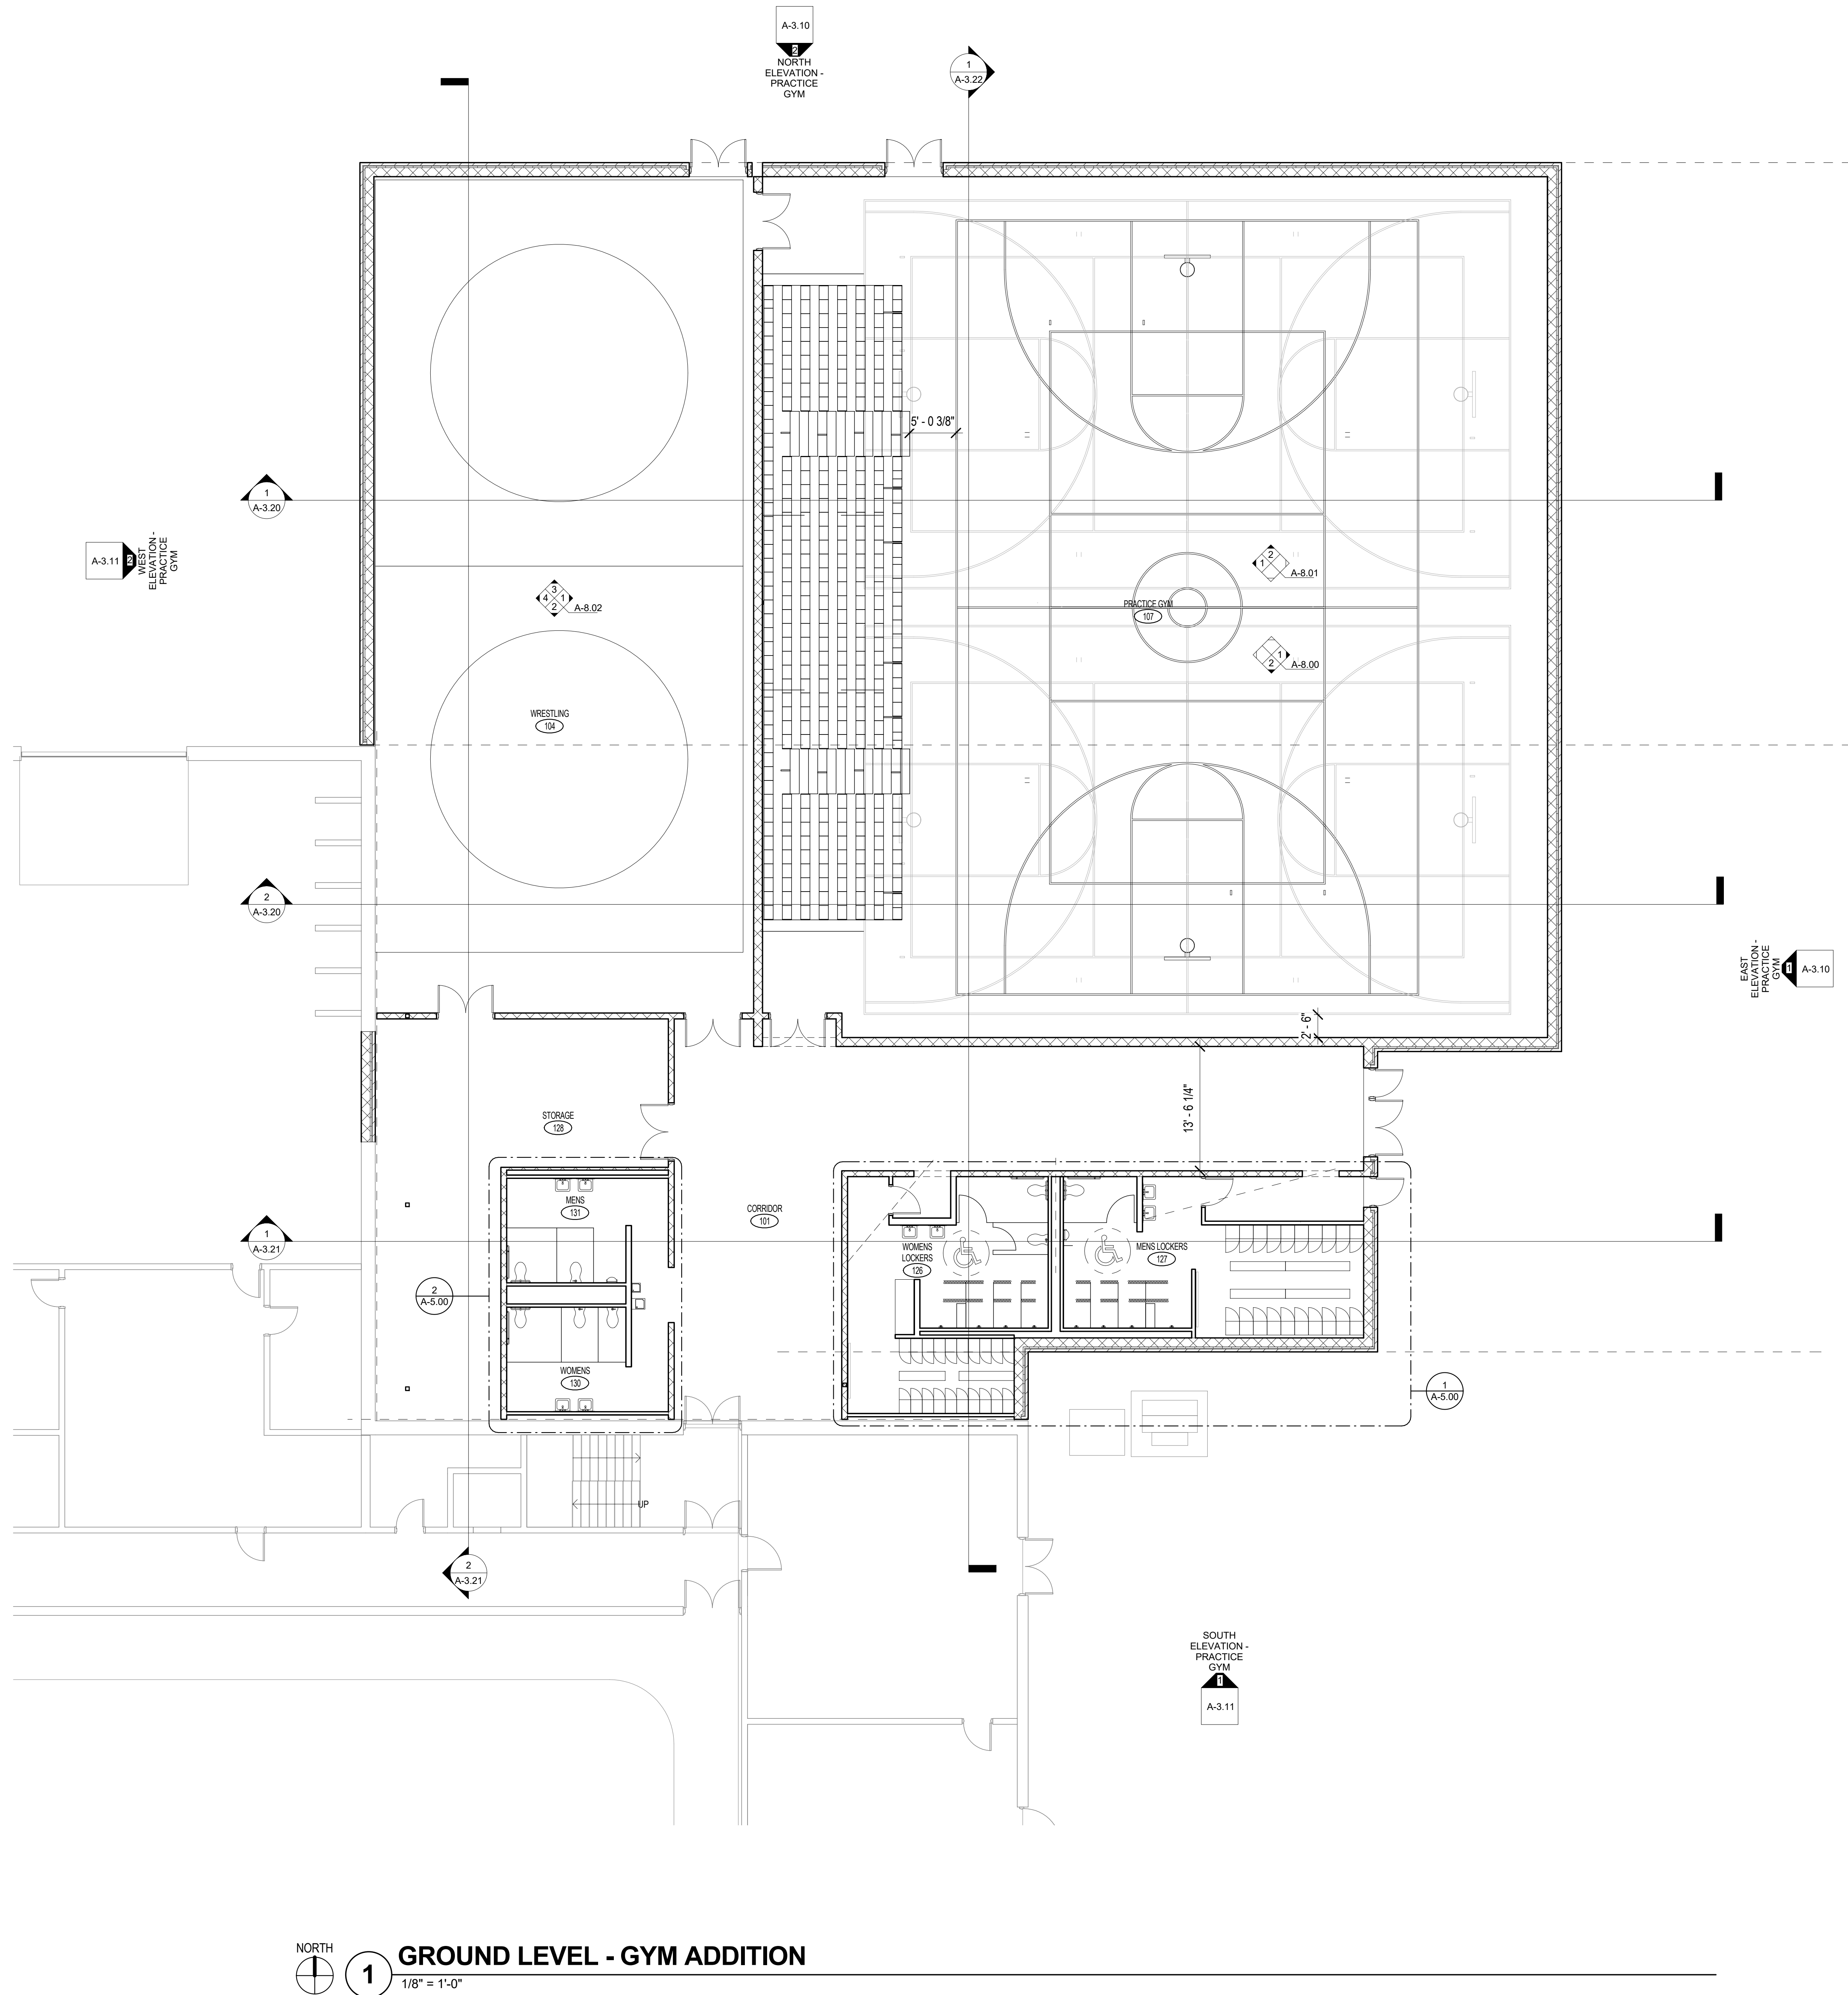 A-3.10
2
NORTH
ELEVATION -
PRACTICE
GYM
1
A-3.22
5' - 0 3/8"
1
A-3.20
A-3.11
2
WEST
ELEVATION -
PRACTICE
GYM
3
4
1
2
A-8.02
2
1
A-8.01
PRACTICE GYM
107
1
2
A-8.00
WRESTLING
104
2
A-3.20
EAST
ELEVATION -
PRACTICE
GYM
1
A-3.10
2' - 6"
13' - 6 1/4"
STORAGE
128
MENS
131
CORRIDOR
101
1
A-3.21
WOMENS
LOCKERS
126
MENS LOCKERS
127
2
A-5.00
WOMENS
130
1
A-5.00
UP
2
A-3.21
SOUTH
ELEVATION -
PRACTICE
GYM
1
A-3.11
NORTH
1
GROUND LEVEL - GYM ADDITION
1/8" = 1'-0"